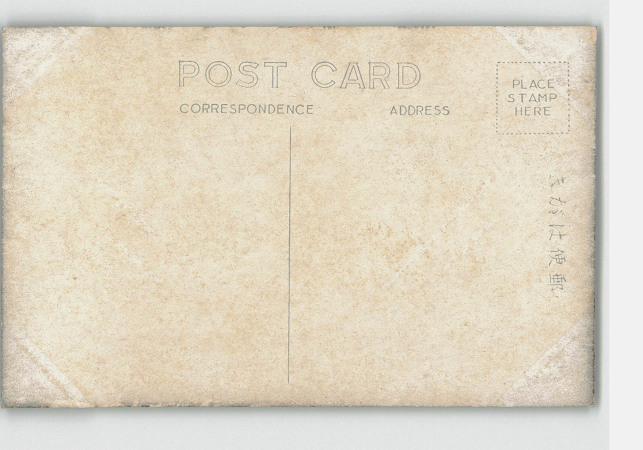 POST CARD
CORRESPONDENCE
ADDRESS
PLACE
STAMP
HERE
きがは便郵